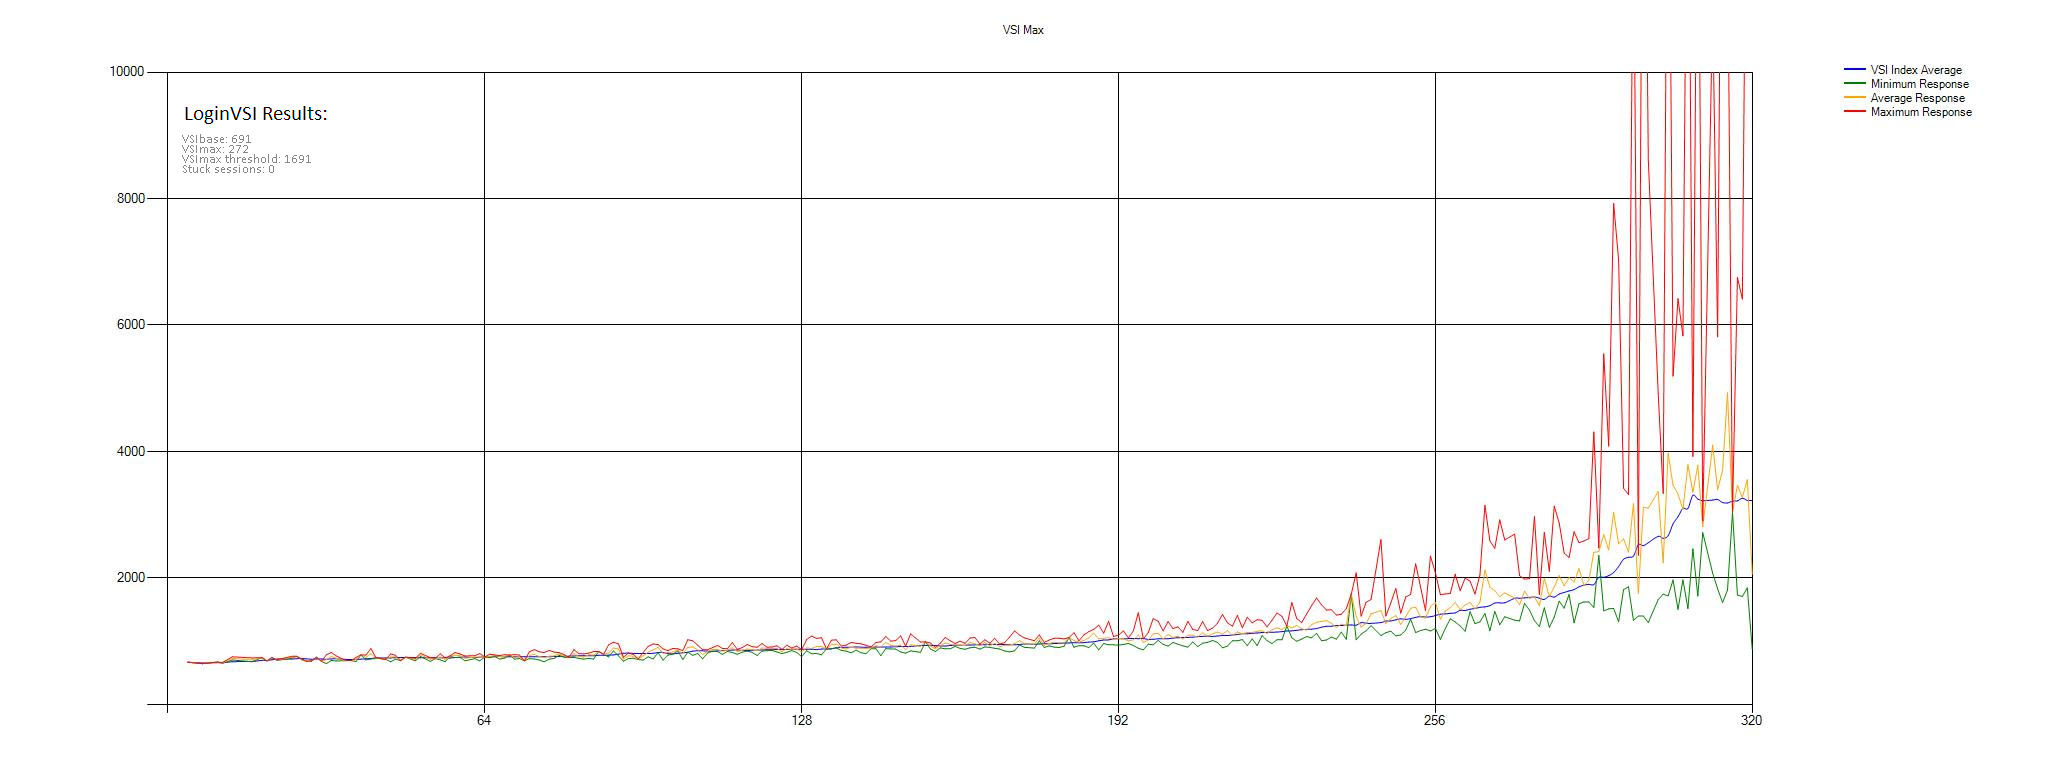 VSI Max
10000
8000
6000
4000
2000
LoginVSI Results:
VSIbase: 691
VSImax: 272
VSImax threshold: 1691
Stuck sessions: 0
VSI Index Average
Minimum Response
Average Response
Maximum Response
64
128
192
256
320